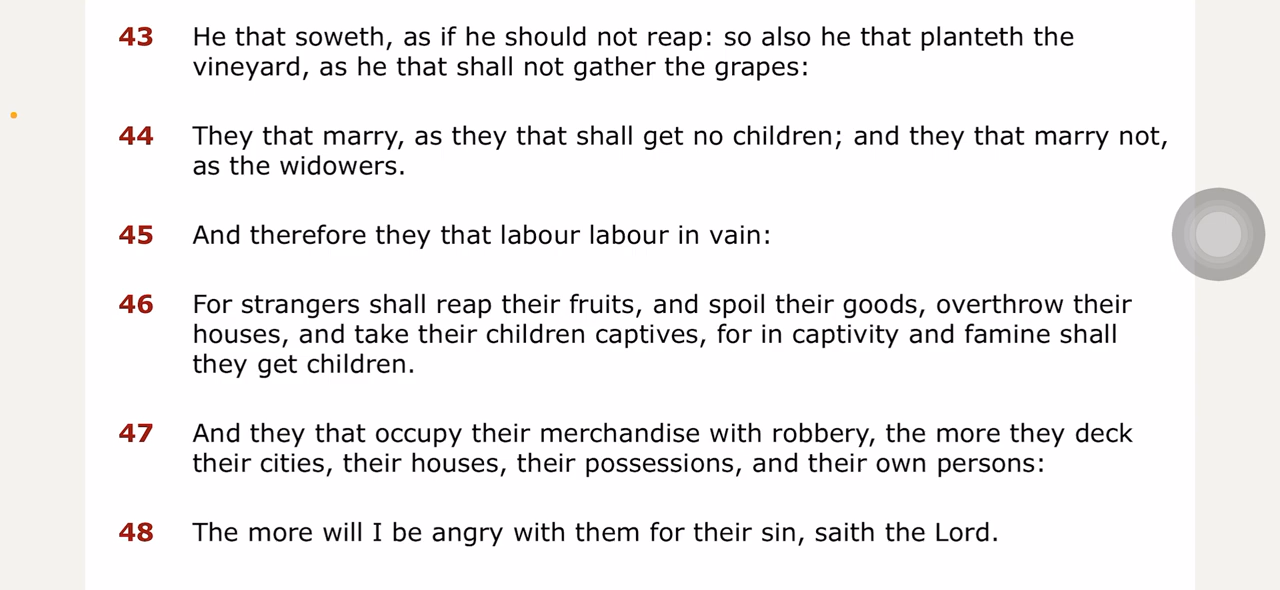 43 He that soweth, as if he should not reap: so also he that planteth the
vineyard, as he that shall not gather the grapes:
44 They that marry, as they that shall get no children; and they that marry not,
as the widowers.
45 And therefore they that labour labour in vain:
46 For strangers shall reap their fruits, and spoil their goods, overthrow their
houses, and take their children captives, for in captivity and famine shall
they get children.
47 And they that occupy their merchandise with robbery, the more they deck
their cities, their houses, their possessions, and their own persons:
48 The more will I be angry with them for their sin, saith the Lord.